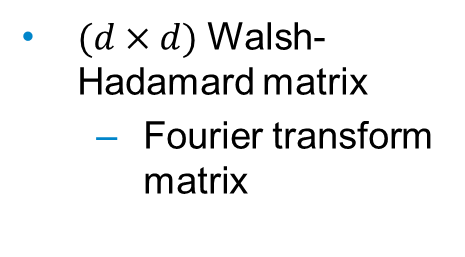 • (d × d) Walsh-
Hadamard matrix
– Fourier transform
matrix